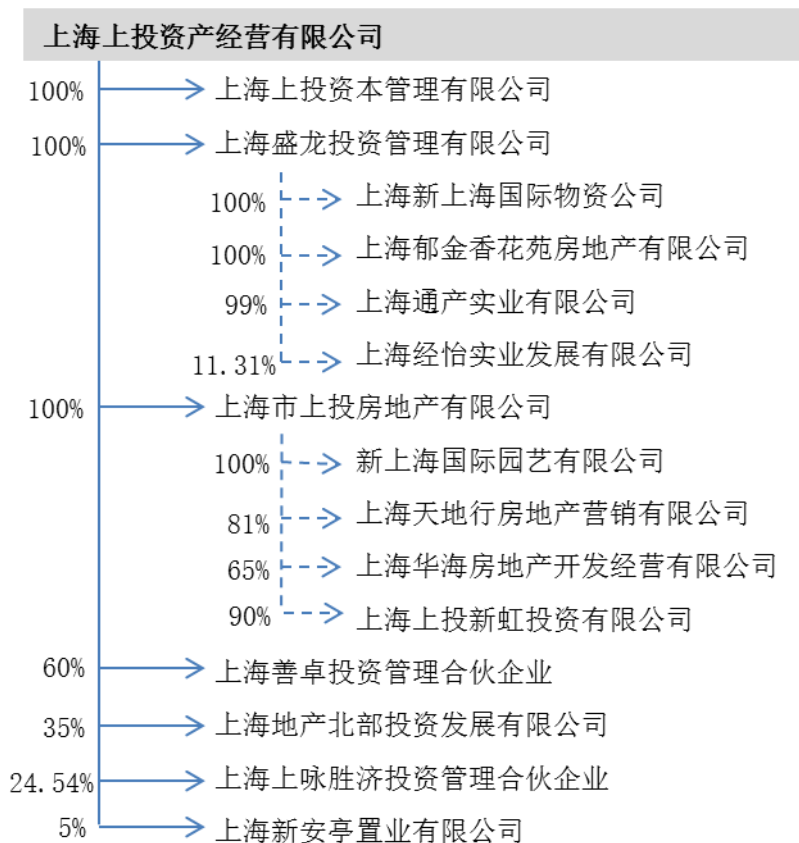 上海上投资产经营有限公司
100% 上海上投资本管理有限公司
100% 上海盛龙投资管理有限公司
100% 上海新上海国际物资公司
100% 上海郁金香花苑房地产有限公司
99% 上海通产实业有限公司
11.31% 上海经怡实业发展有限公司
100% 上海市上投房地产有限公司
100% 新上海国际园艺有限公司
81% 上海天地行房地产营销有限公司
65% 上海华海房地产开发经营有限公司
90% 上海上投新虹投资有限公司
60% 上海善卓投资管理合伙企业
35% 上海地产北部投资发展有限公司
24.54% 上海上咏胜济投资管理合伙企业
5% 上海新安亭置业有限公司